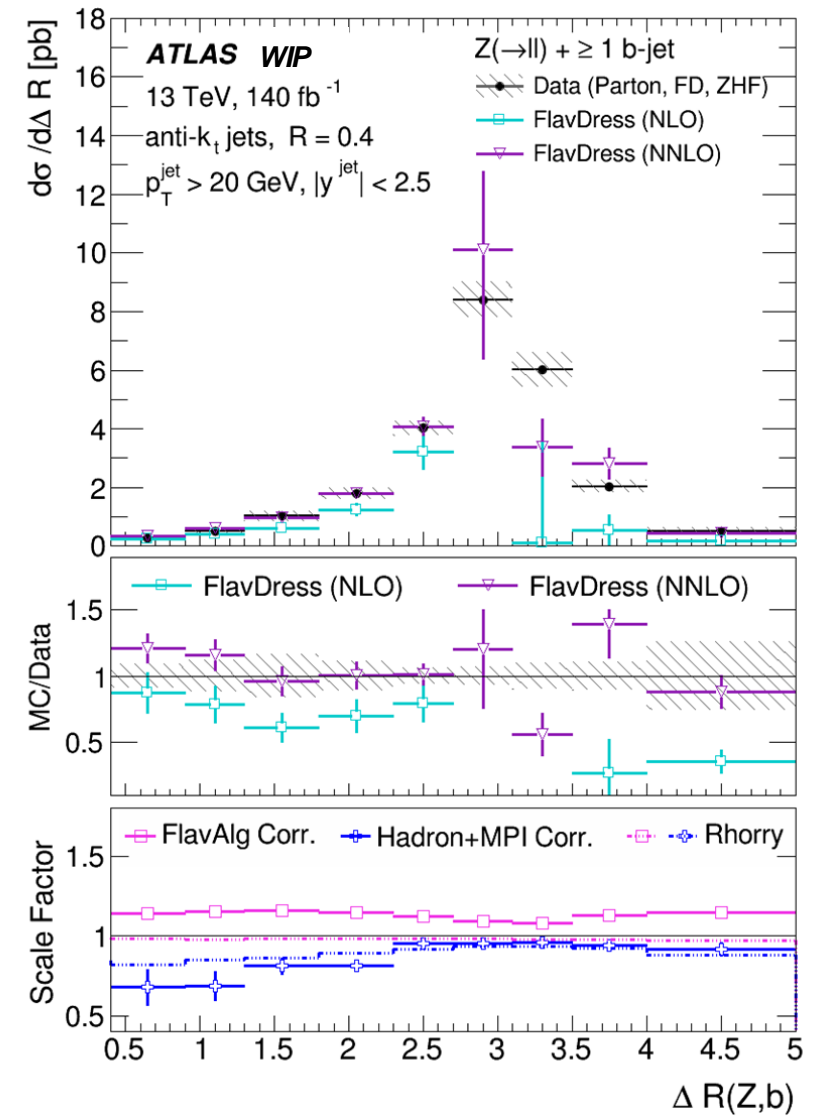 dσ/dΔ R [pb]
18
16
14
12
10
8
6
4
2
0
ATLAS WIP
13 TeV, 140 fb⁻¹
anti-kₜ jets, R = 0.4
p_T^jet > 20 GeV, |y^jet| < 2.5
Z(→ll) + ≥ 1 b-jet
Data (Parton, FD, ZHF)
FlavDress (NLO)
FlavDress (NNLO)
MC/Data
1.5
1
0.5
FlavDress (NLO)
FlavDress (NNLO)
Scale Factor
1.5
1
0.5
FlavAlg Corr.
Hadron+MPI Corr.
Rhorry
0.5 1 1.5 2 2.5 3 3.5 4 4.5 5
Δ R(Z,b)